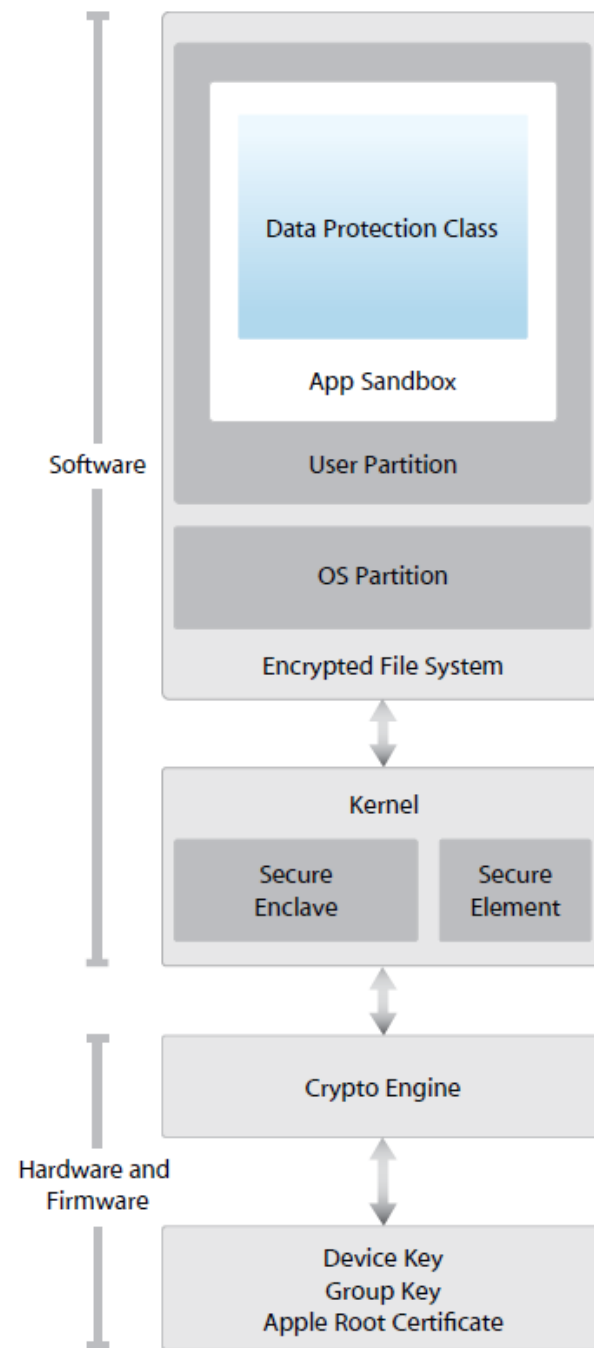 Data Protection Class
App Sandbox
Software
User Partition
OS Partition
Encrypted File System
Kernel
Secure
Enclave
Secure
Element
Crypto Engine
Hardware and
Firmware
Device Key
Group Key
Apple Root Certificate